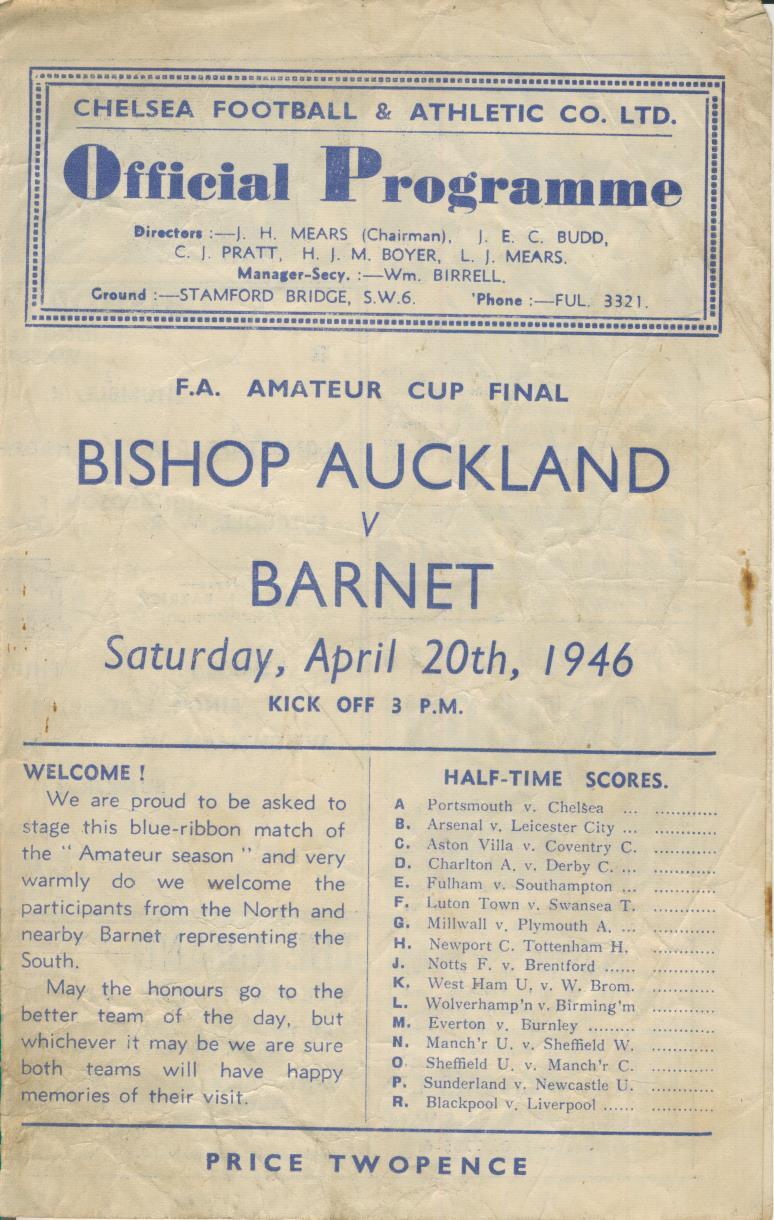 CHELSEA FOOTBALL & ATHLETIC CO. LTD.
Official Programme
Directors :—J. H. MEARS (Chairman), J. E. C. BUDD,
C. J. PRATT, H. J. M. BOYER, L. J. MEARS.
Manager-Secy. :—Wm. BIRRELL.
Ground :—STAMFORD BRIDGE, S.W.6. 'Phone :—FUL. 3321.
F.A. AMATEUR CUP FINAL
BISHOP AUCKLAND
V
BARNET
Saturday, April 20th, 1946
KICK OFF 3 P.M.
WELCOME !
We are proud to be asked to
stage this blue-ribbon match of
the " Amateur season " and very
warmly do we welcome the
participants from the North and
nearby Barnet representing the
South.
May the honours go to the
better team of the day, but
whichever it may be we are sure
both teams will have happy
memories of their visit.
HALF-TIME SCORES.
A Portsmouth v. Chelsea ... ............
B. Arsenal v. Leicester City ... ............
C. Aston Villa v. Coventry C. ............
D. Charlton A. v. Derby C. ... ............
E. Fulham v. Southampton ... ............
F. Luton Town v. Swansea T. ............
G. Millwall v. Plymouth A. ... ............
H. Newport C. Tottenham H. ............
J. Notts F. v. Brentford ...... ............
K. West Ham U, v. W. Brom. ............
L. Wolverhamp'n v. Birming'm ............
M. Everton v. Burnley ......... ............
N. Manch'r U. v. Sheffield W. ............
O. Sheffield U. v. Manch'r C. ............
P. Sunderland v. Newcastle U. ............
R. Blackpool v. Liverpool ...... ............
PRICE TWOPENCE